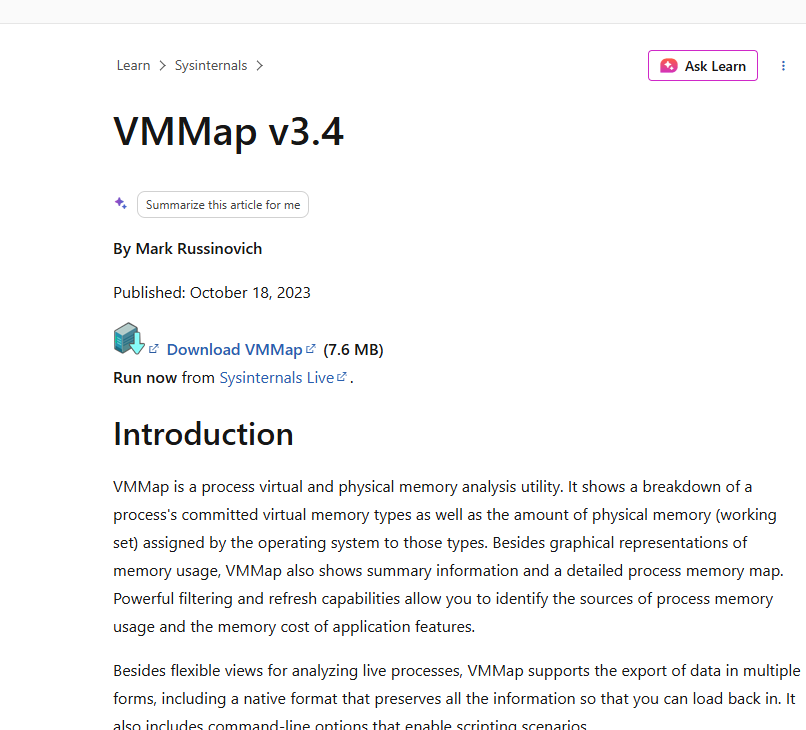 Learn > Sysinternals >
Ask Learn
VMMap v3.4
Summarize this article for me
By Mark Russinovich
Published: October 18, 2023
Download VMMap (7.6 MB)
Run now from Sysinternals Live.
Introduction
VMMap is a process virtual and physical memory analysis utility. It shows a breakdown of a
process's committed virtual memory types as well as the amount of physical memory (working
set) assigned by the operating system to those types. Besides graphical representations of
memory usage, VMMap also shows summary information and a detailed process memory map.
Powerful filtering and refresh capabilities allow you to identify the sources of process memory
usage and the memory cost of application features.
Besides flexible views for analyzing live processes, VMMap supports the export of data in multiple
forms, including a native format that preserves all the information so that you can load back in. It
also includes command-line options that enable scripting scenarios.